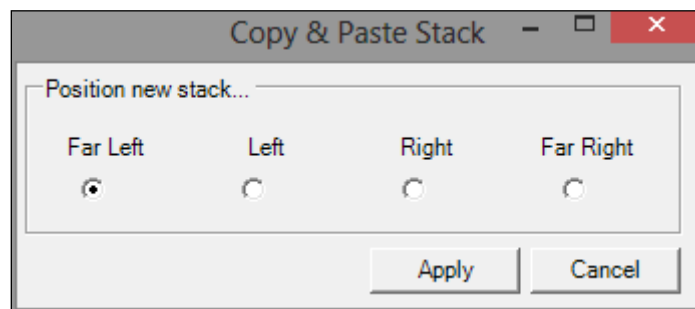 Copy & Paste Stack
Position new stack...
Far Left Left Right Far Right
Apply Cancel